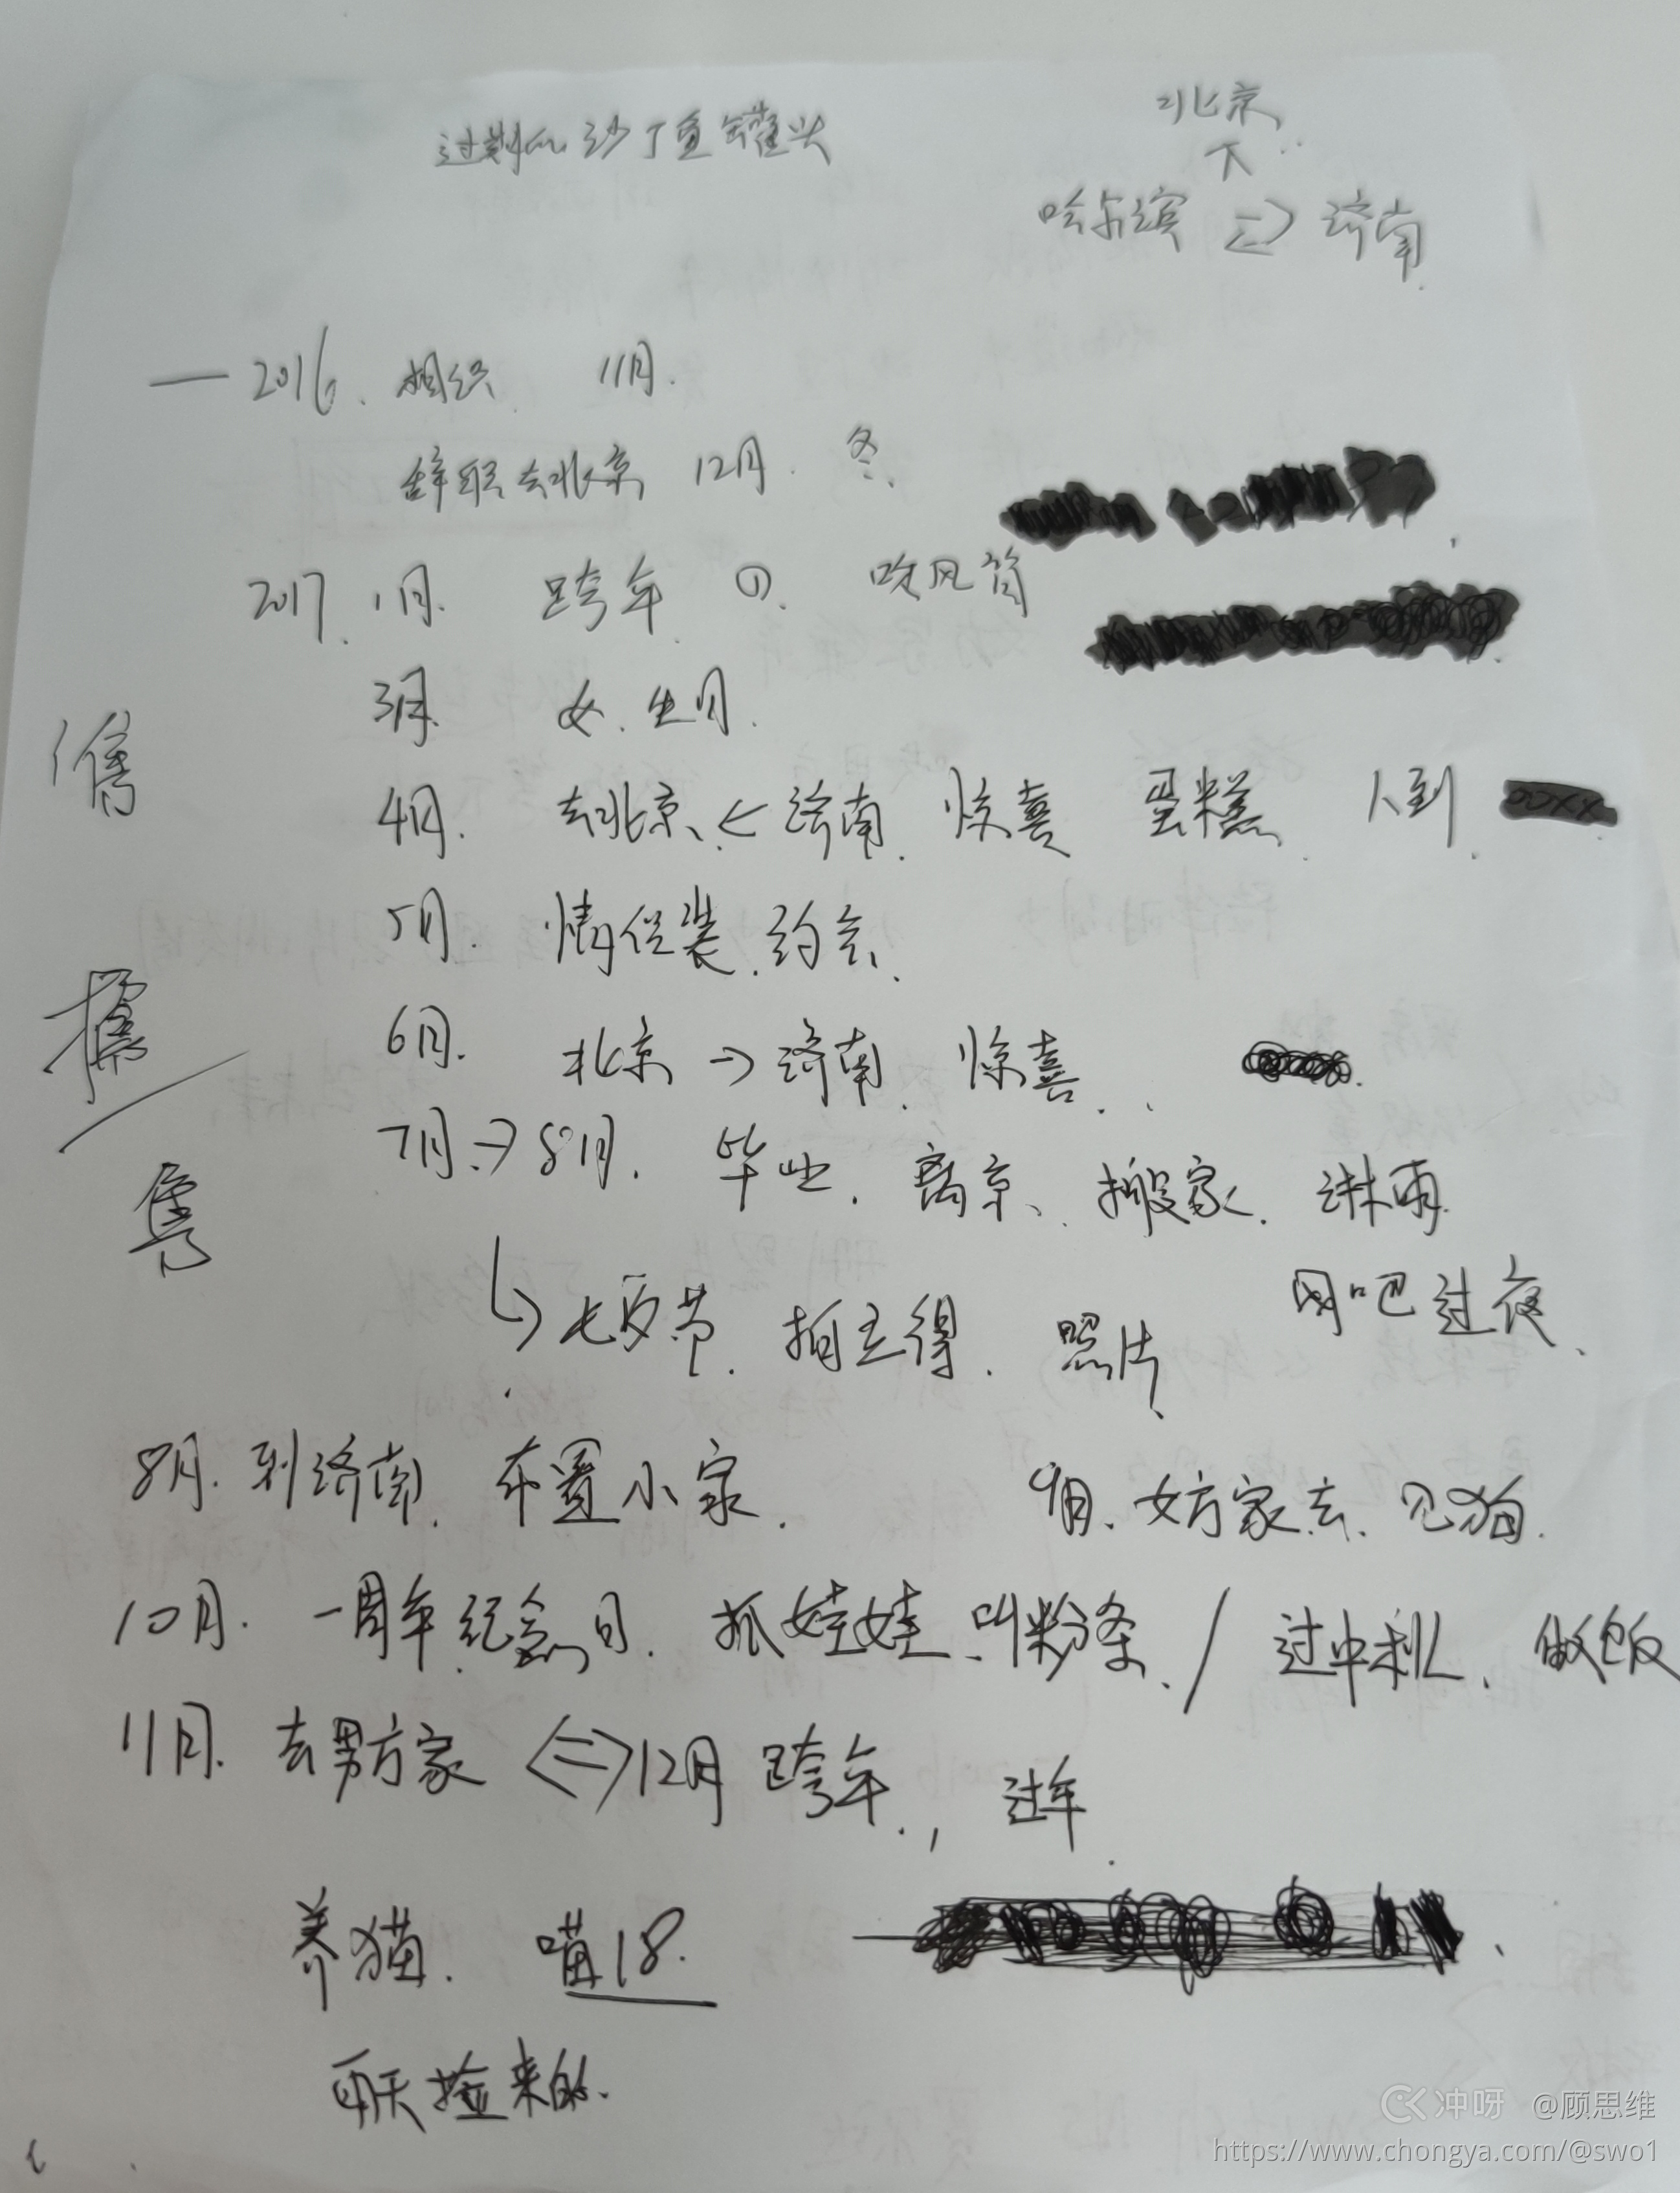 过期的沙丁鱼罐头
北京
哈尔滨 ⇌ 济南
— 2016. 相识 11月.
辞职去北京 12月. 冬.
2017. 1月. 跨年 ①. 吹风筒
3月. 女. 生日.
售
4月. 去北京 ← 济南. 惊喜 蛋糕. 人到.
5月. 情侣装. 约会.
6月. 北京 → 济南. 惊喜.
7月 → 8月. 毕业. 离京. 搬家. 淋雨.
隽
网吧过夜.
↳ 七夕节. 拍立得. 照片.
8月. 到济南. 布置小家.
9月. 女方家去. 见狗.
10月. 一周年纪念日. 抓娃娃. 叫粉条. / 过中秋. 做饭
11月. 去男方家 ⇔ 12月 跨年., 过年.
养猫. 喵18.
雨天捡来的.
冲呀 @顾思维
https://www.chongya.com/@swo1